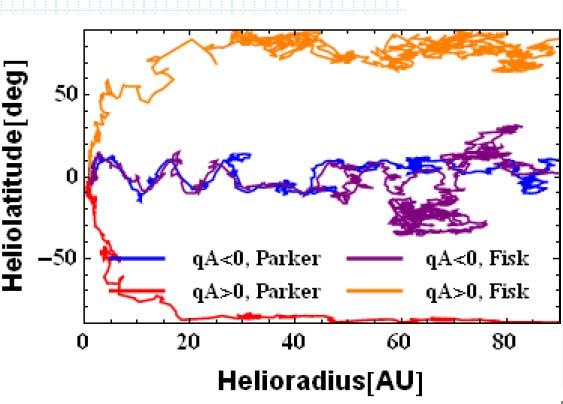 Heliolatitude[deg]
50
0
−50
qA<0, Parker
qA<0, Fisk
qA>0, Parker
qA>0, Fisk
0
20
40
60
80
Helioradius[AU]